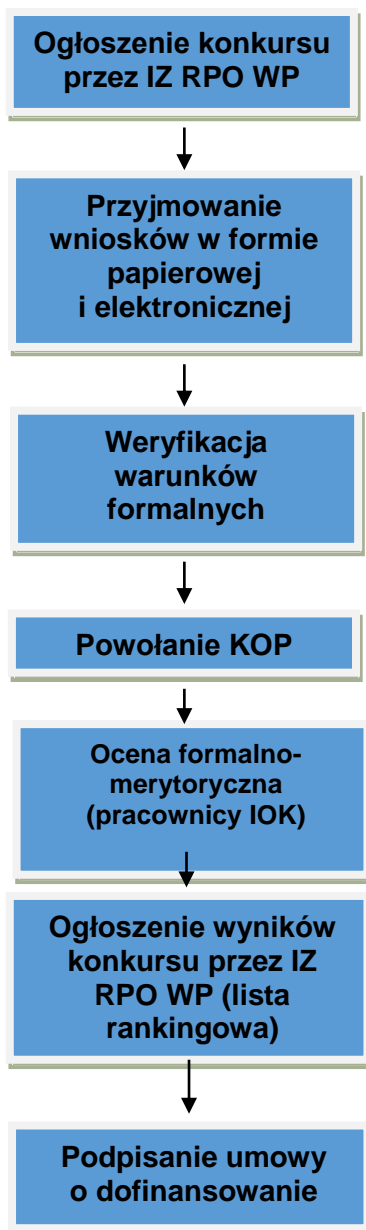 Ogłoszenie konkursu
przez IZ RPO WP
Przyjmowanie
wniosków w formie
papierowej
i elektronicznej
Weryfikacja
warunków
formalnych
Powołanie KOP
Ocena formalno-
merytoryczna
(pracownicy IOK)
Ogłoszenie wyników
konkursu przez IZ
RPO WP (lista
rankingowa)
Podpisanie umowy
o dofinansowanie